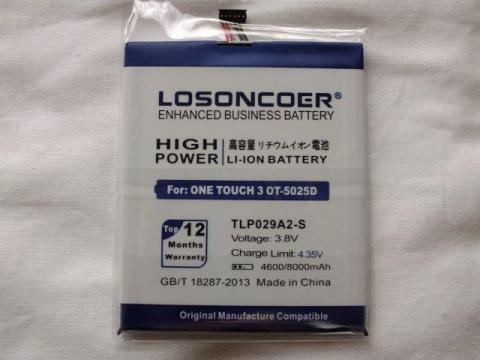 LOSONCOER®
ENHANCED BUSINESS BATTERY
HIGH POWER
高容量 リチウムイオン 電池
LI-ION BATTERY
For: ONE TOUCH 3 OT-5025D
Top 12
Months
Warranty
TLP029A2-S
Voltage: 3.8V
Charge Limit: 4.35V
4600/8000mAh
GB/T 18287-2013 Made in China
Original Manufacturer LOSONCOER